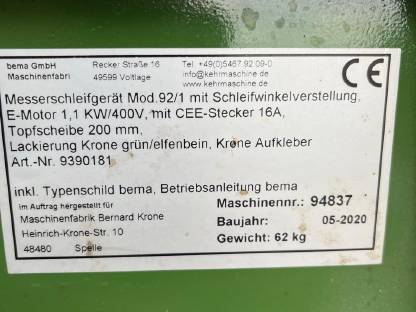 bema GmbH Recker Straße 16 Tel. +49(0)5467.92.09-0
Maschinenfabri 49599 Voltlage info@kehrmaschine.de
www.kehrmaschine.de
CE
Messerschleifgerät Mod.92/1 mit Schleifwinkelverstellung,
E-Motor 1,1 KW/400V, mit CEE-Stecker 16A,
Topfscheibe 200 mm,
Lackierung Krone grün/elfenbein, Krone Aufkleber
Art.-Nr. 9390181
inkl. Typenschild bema, Betriebsanleitung bema
im Auftrag hergestellt für Maschinennr.: 94837
Maschinenfabrik Bernard Krone Baujahr: 05-2020
Heinrich-Krone-Str. 10 Gewicht: 62 kg
48480 Spelle